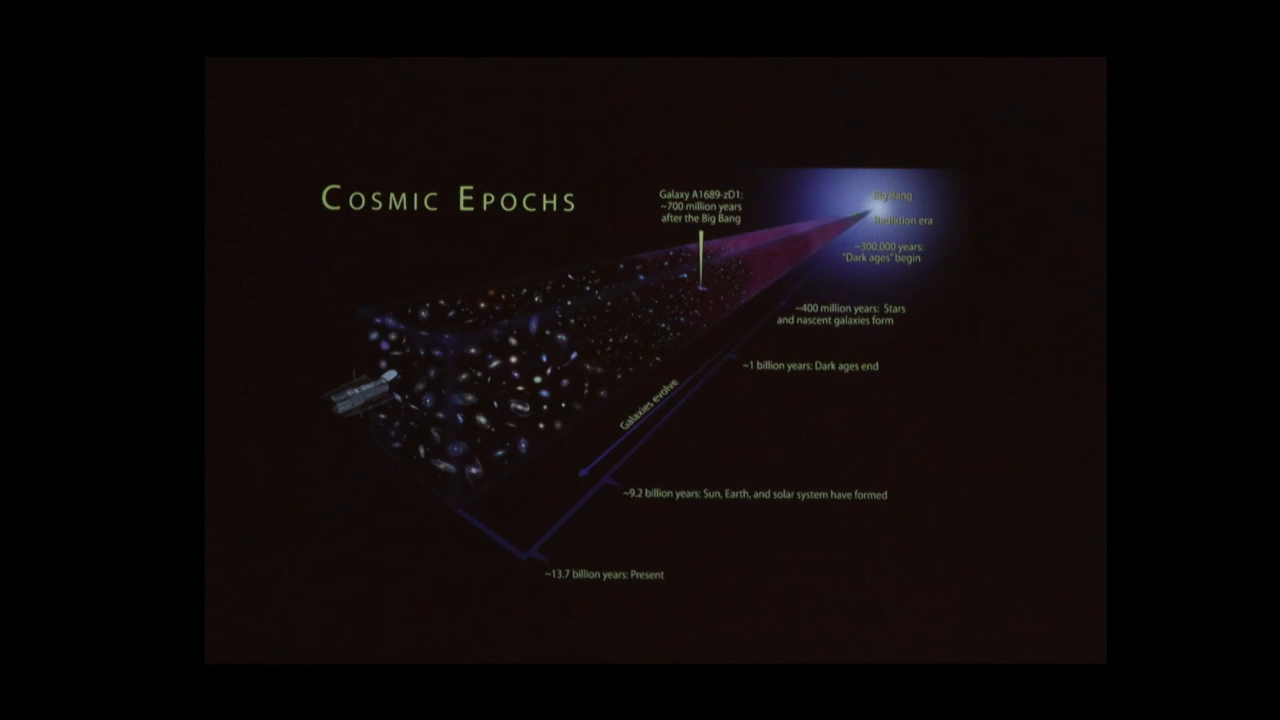 COSMIC EPOCHS
Galaxy A1689-zD1:
~700 million years
after the Big Bang
Big Bang
Radiation era
~300,000 years:
"Dark ages" begin
~400 million years: Stars
and nascent galaxies form
~1 billion years: Dark ages end
Galaxies evolve
~9.2 billion years: Sun, Earth, and solar system have formed
~13.7 billion years: Present